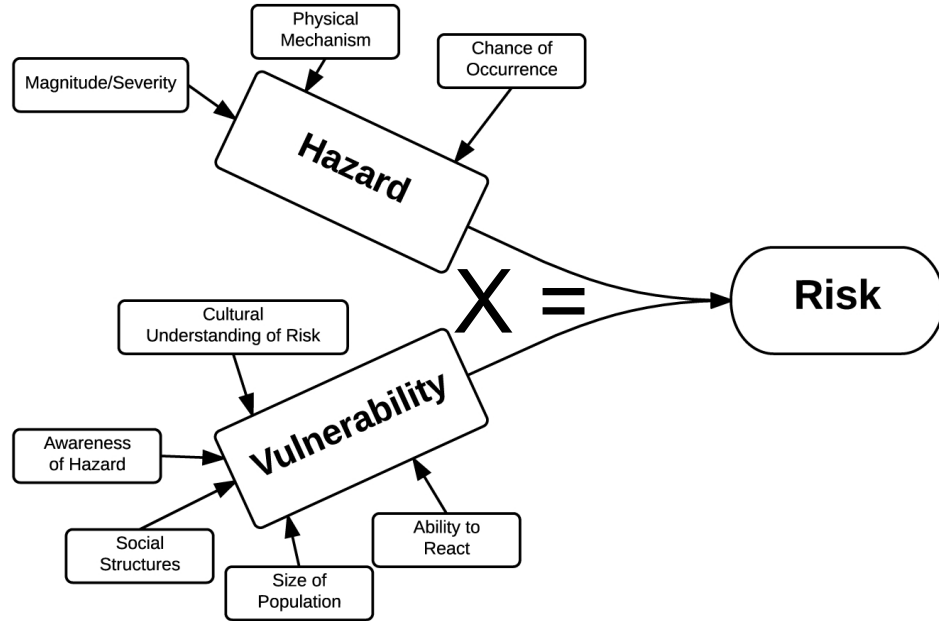 Physical
Mechanism
Chance of
Occurrence
Magnitude/Severity
Hazard
X =
Risk
Cultural
Understanding of Risk
Vulnerability
Awareness
of Hazard
Social
Structures
Ability to
React
Size of
Population